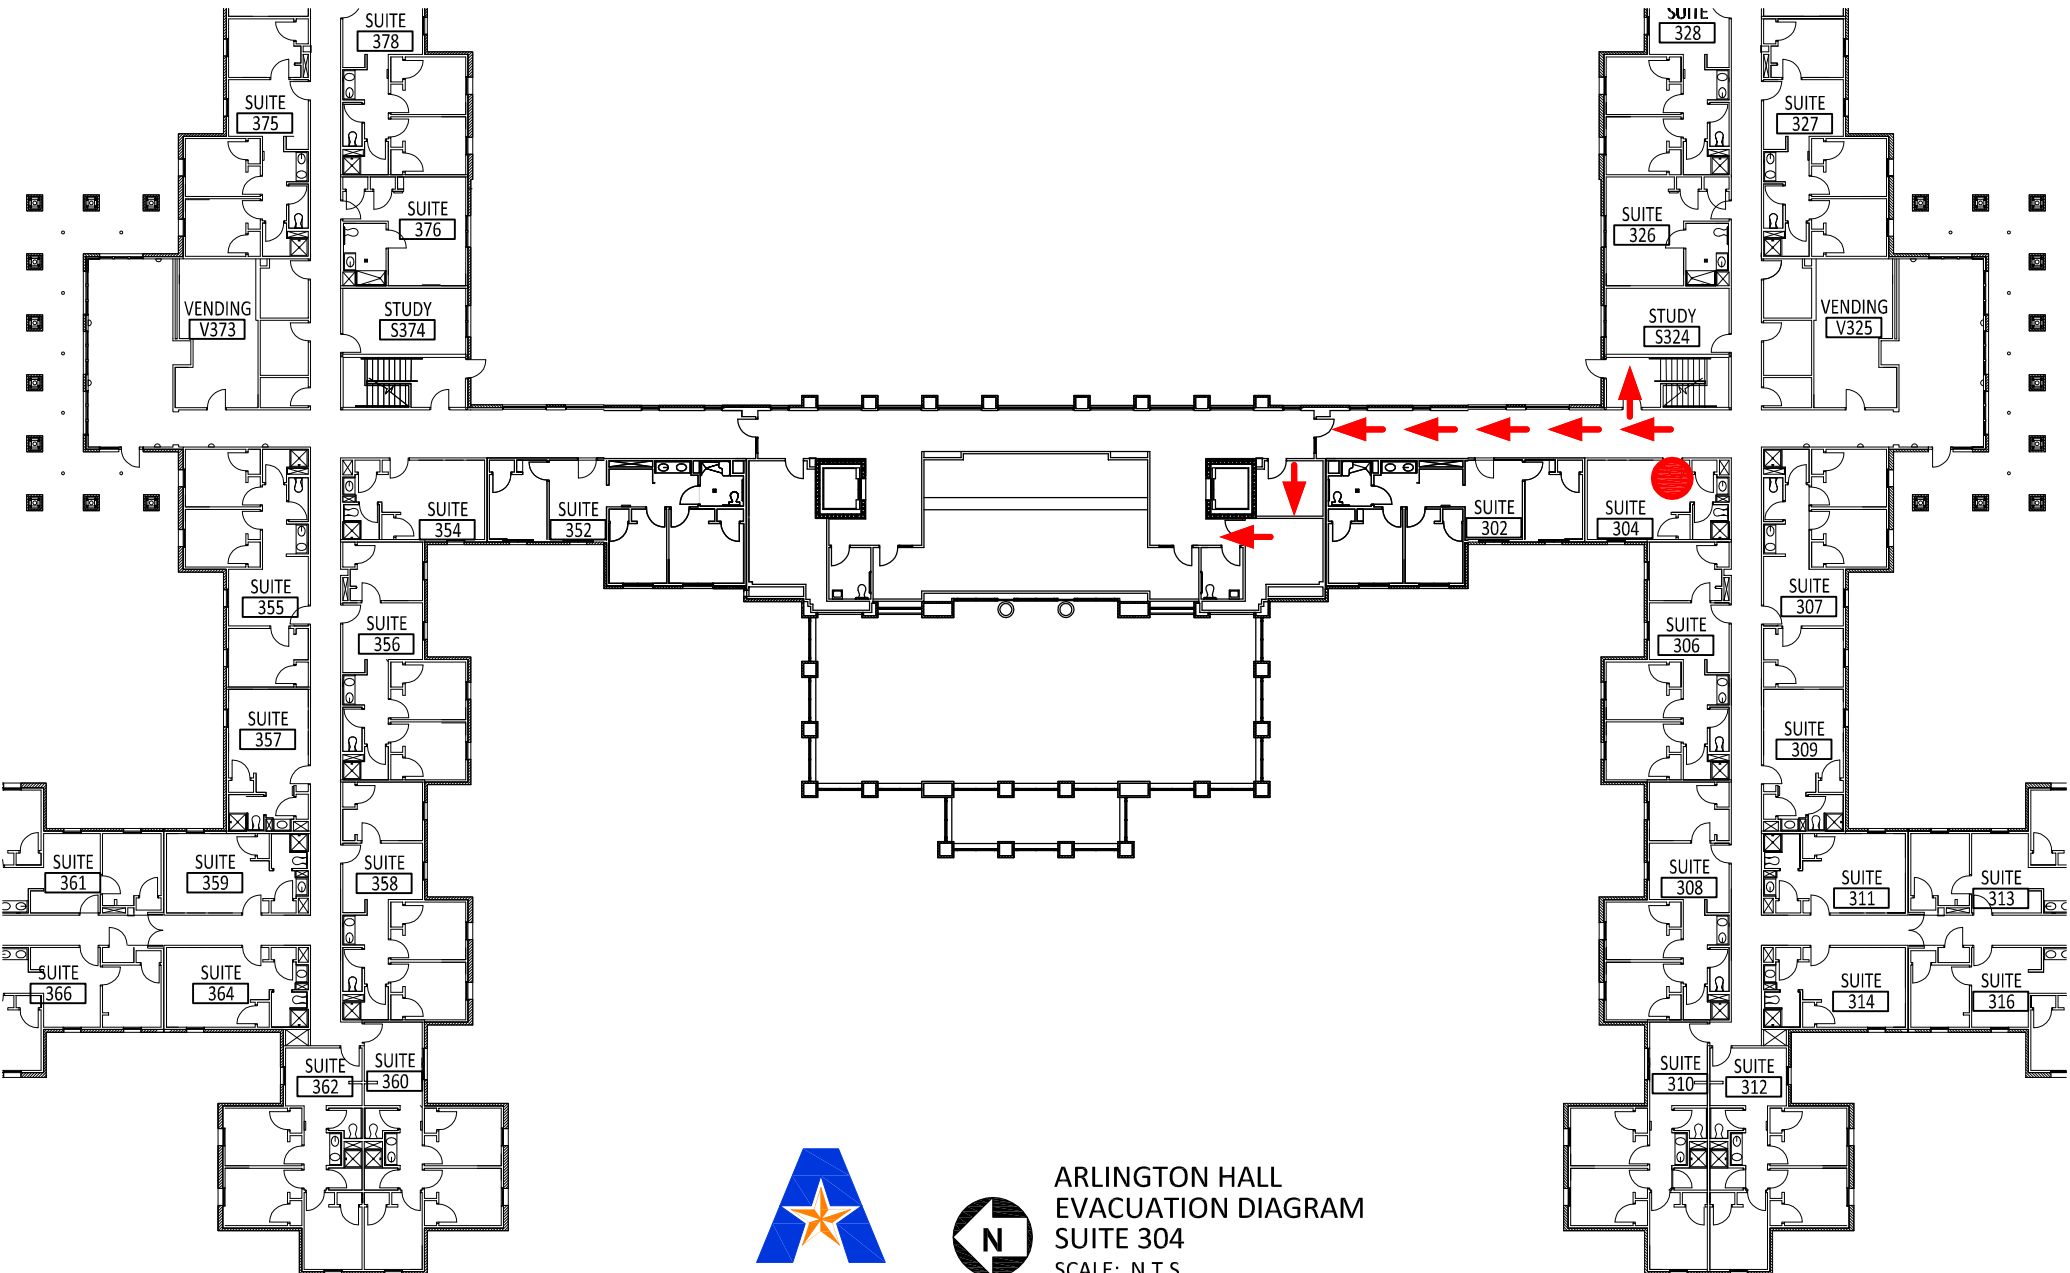 SUITE
378
SUITE
328
SUITE
375
SUITE
327
SUITE
376
SUITE
326
VENDING
V373
STUDY
S374
STUDY
S324
VENDING
V325
SUITE
354
SUITE
352
SUITE
302
SUITE
304
SUITE
355
SUITE
356
SUITE
306
SUITE
307
SUITE
357
SUITE
309
SUITE
361
SUITE
359
SUITE
358
SUITE
308
SUITE
311
SUITE
313
SUITE
366
SUITE
364
SUITE
314
SUITE
316
SUITE
362
SUITE
360
SUITE
310
SUITE
312
N
ARLINGTON HALL
EVACUATION DIAGRAM
SUITE 304
SCALE: N.T.S.